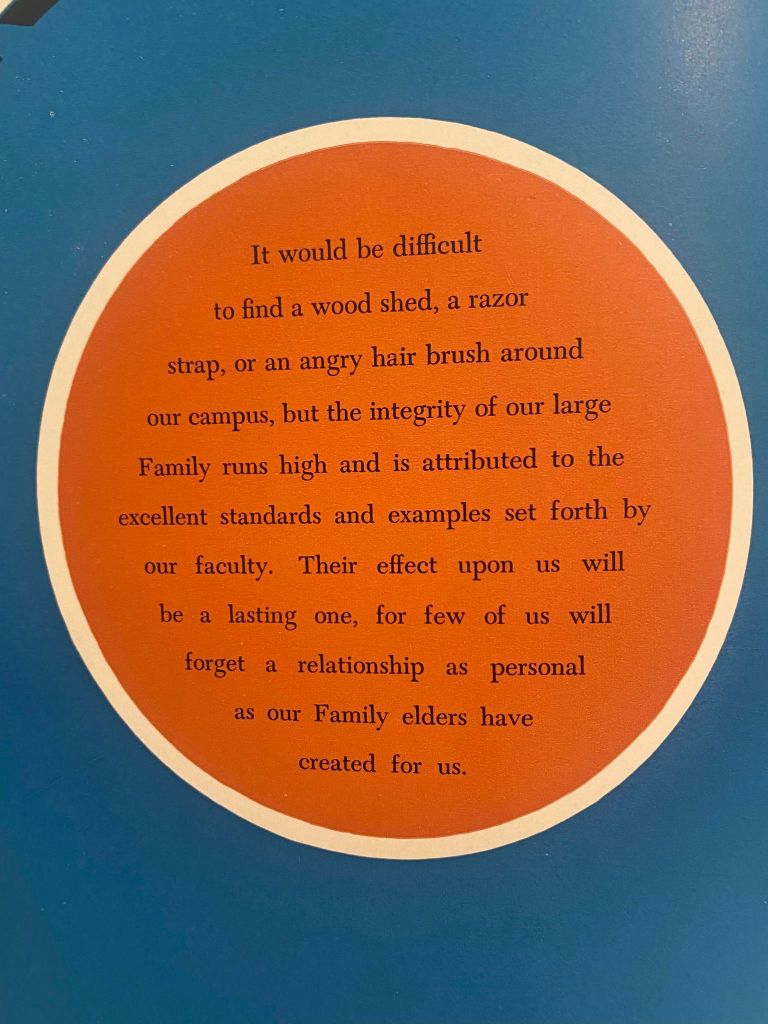 It would be difficult
to find a wood shed, a razor
strap, or an angry hair brush around
our campus, but the integrity of our large
Family runs high and is attributed to the
excellent standards and examples set forth by
our faculty. Their effect upon us will
be a lasting one, for few of us will
forget a relationship as personal
as our Family elders have
created for us.